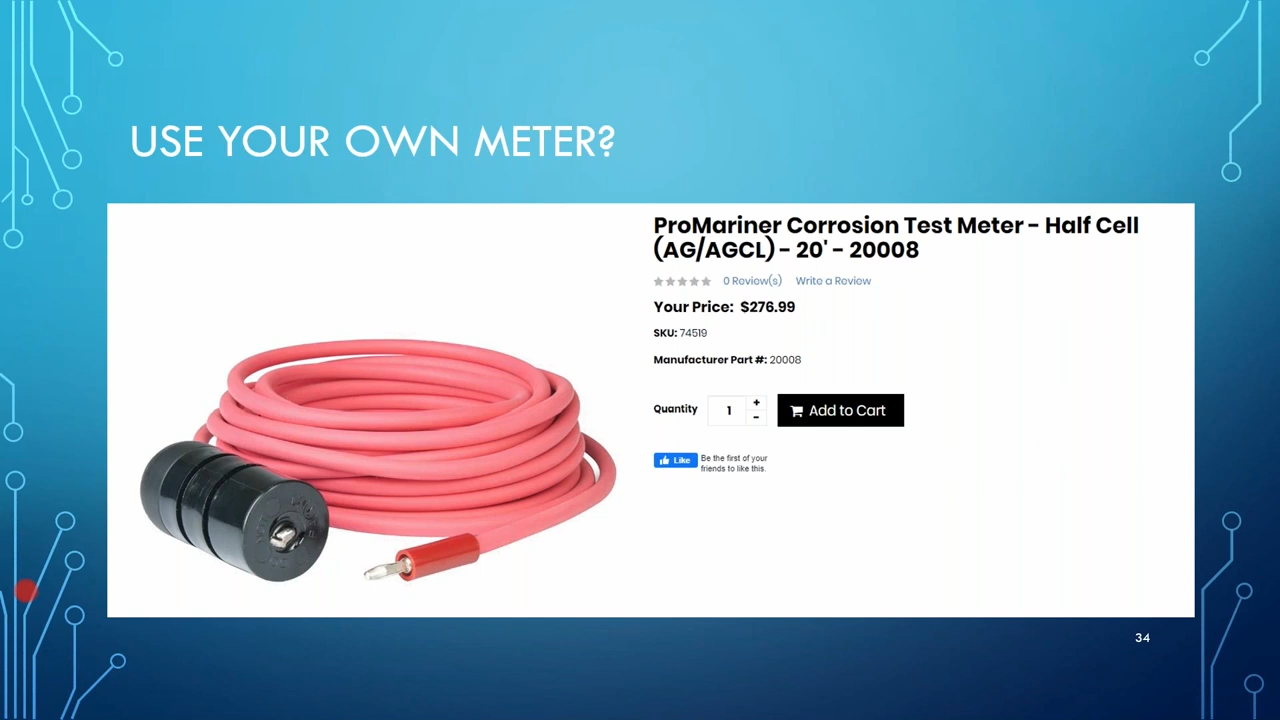 USE YOUR OWN METER?
ProMariner Corrosion Test Meter - Half Cell
(AG/AGCL) - 20' - 20008
0 Review(s) Write a Review
Your Price: $276.99
SKU: 74519
Manufacturer Part #: 20008
Quantity 1 + - Add to Cart
Like Be the first of your
friends to like this.
34